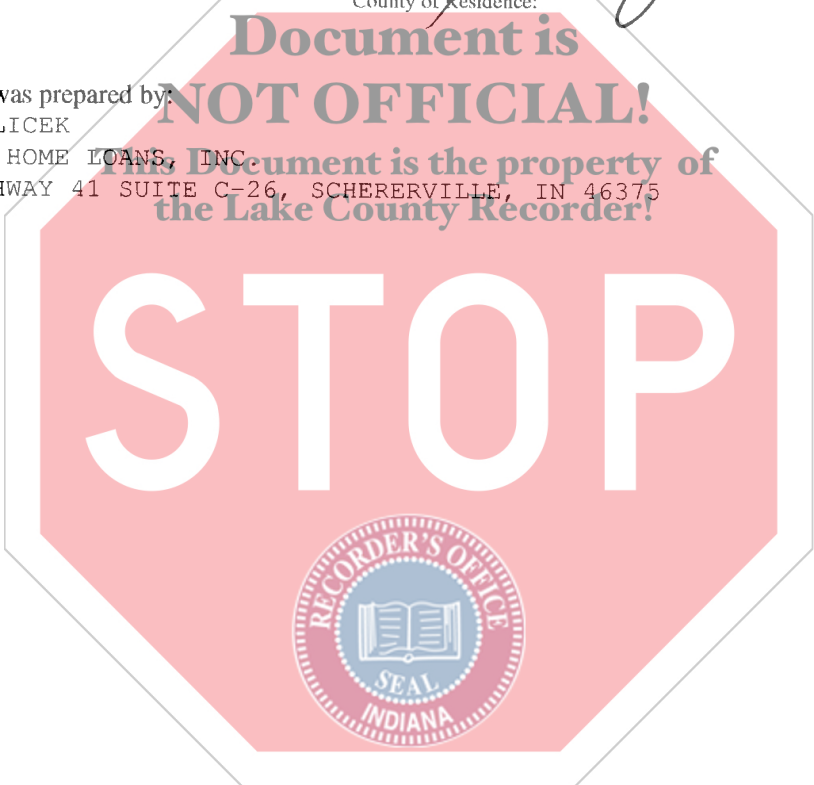 County of Residence:
Document is
was prepared by:
NOT OFFICIAL!
LICEK
HOME LOANS, INC.
This Document is the property of
HWAY 41 SUITE C-26, SCHERERVILLE, IN 46375
the Lake County Recorder!
STOP
RECORDER'S OFFICE
SEAL
INDIANA